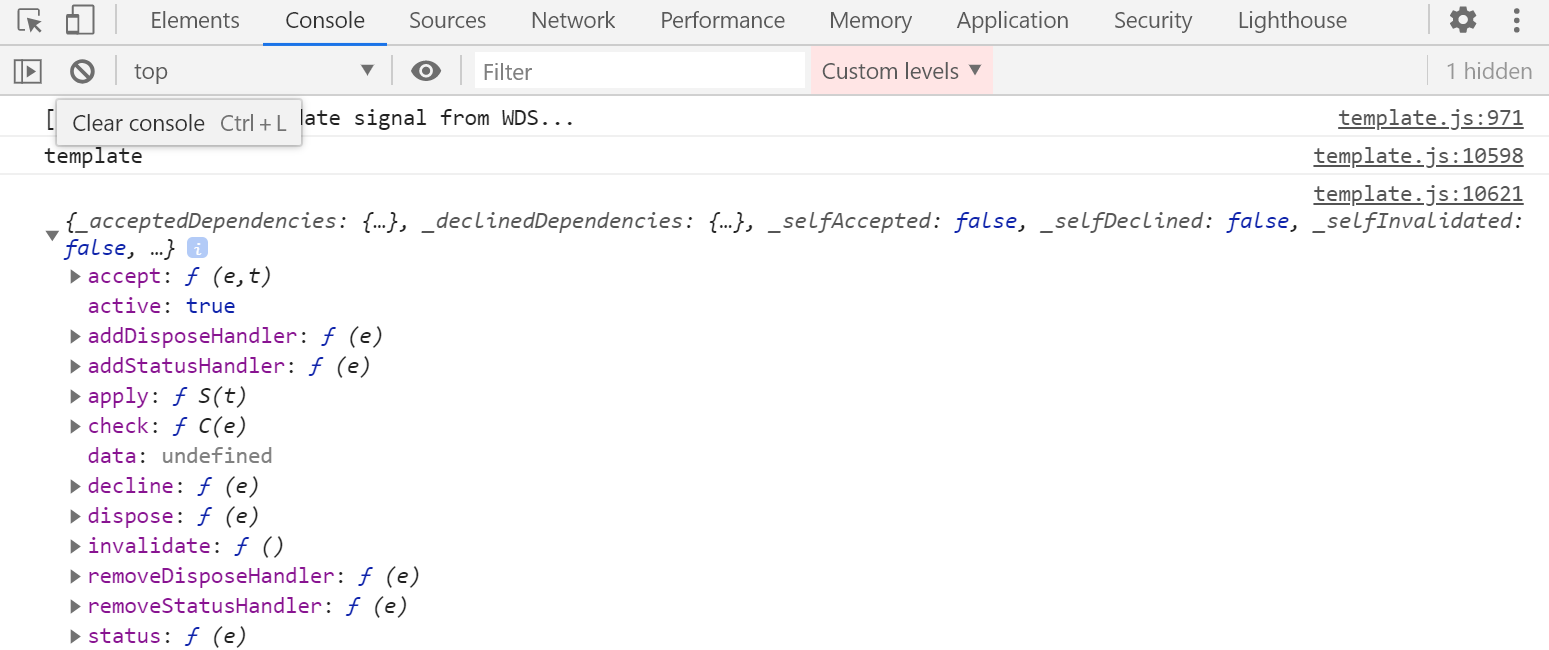 Elements Console Sources Network Performance Memory Application Security Lighthouse
top Filter Custom levels 1 hidden
[ date signal from WDS... template.js:971
Clear console Ctrl + L
template template.js:10598
template.js:10621
{_acceptedDependencies: {…}, _declinedDependencies: {…}, _selfAccepted: false, _selfDeclined: false, _selfInvalidated:
false, …} i
accept: ƒ (e,t)
active: true
addDisposeHandler: ƒ (e)
addStatusHandler: ƒ (e)
apply: ƒ S(t)
check: ƒ C(e)
data: undefined
decline: ƒ (e)
dispose: ƒ (e)
invalidate: ƒ ()
removeDisposeHandler: ƒ (e)
removeStatusHandler: ƒ (e)
status: ƒ (e)